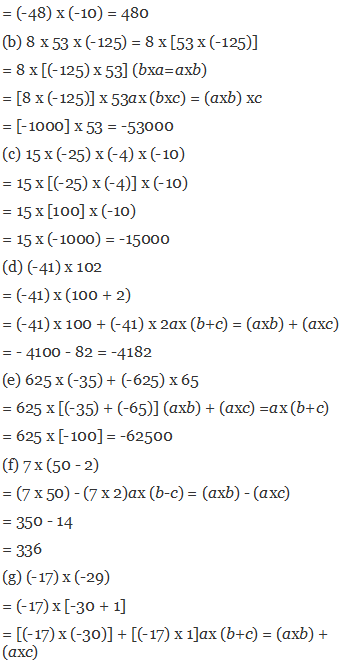 = (-48) x (-10) = 480
(b) 8 x 53 x (-125) = 8 x [53 x (-125)]
= 8 x [(-125) x 53] (bxa=axb)
= [8 x (-125)] x 53ax (bxc) = (axb) xc
= [-1000] x 53 = -53000
(c) 15 x (-25) x (-4) x (-10)
= 15 x [(-25) x (-4)] x (-10)
= 15 x [100] x (-10)
= 15 x (-1000) = -15000
(d) (-41) x 102
= (-41) x (100 + 2)
= (-41) x 100 + (-41) x 2ax (b+c) = (axb) + (axc)
= - 4100 - 82 = -4182
(e) 625 x (-35) + (-625) x 65
= 625 x [(-35) + (-65)] (axb) + (axc) =ax (b+c)
= 625 x [-100] = -62500
(f) 7 x (50 - 2)
= (7 x 50) - (7 x 2)ax (b-c) = (axb) - (axc)
= 350 - 14
= 336
(g) (-17) x (-29)
= (-17) x [-30 + 1]
= [(-17) x (-30)] + [(-17) x 1]ax (b+c) = (axb) +
(axc)